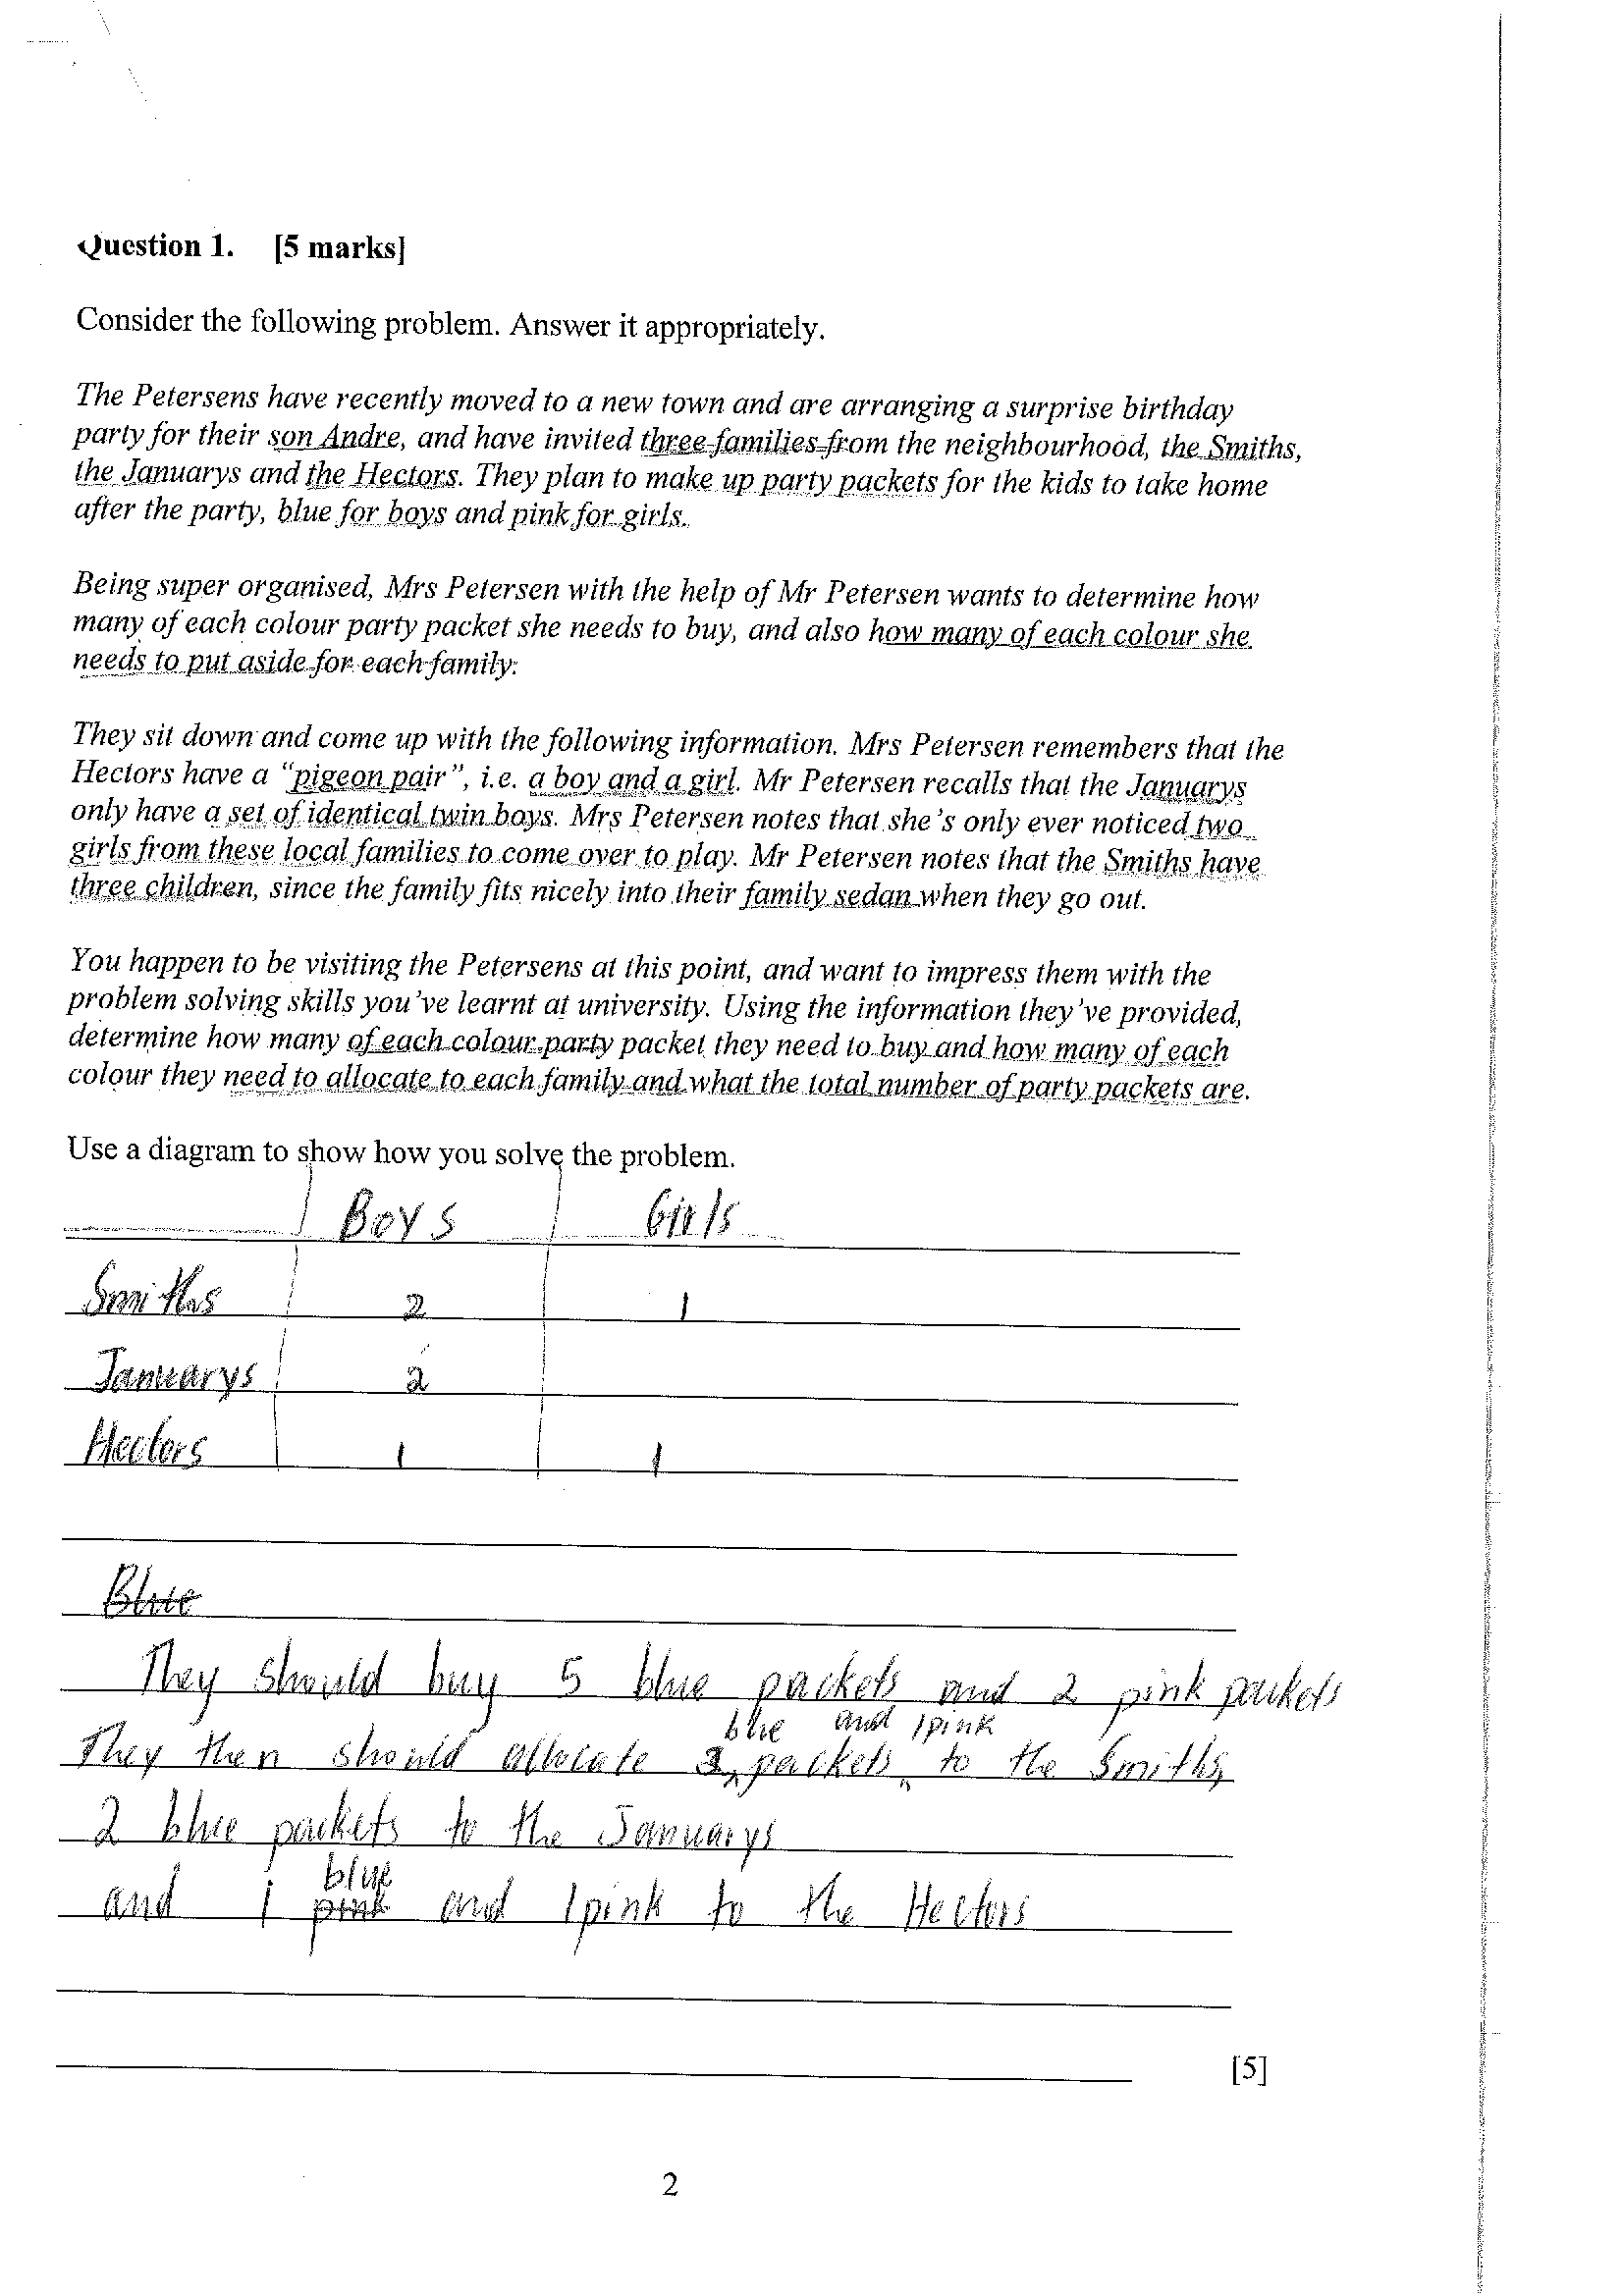 Question 1. [5 marks]
Consider the following problem. Answer it appropriately.
The Petersens have recently moved to a new town and are arranging a surprise birthday
party for their son Andre, and have invited three families from the neighbourhood, the Smiths,
the Januarys and the Hectors. They plan to make up party packets for the kids to take home
after the party, blue for boys and pink for girls.
Being super organised, Mrs Petersen with the help of Mr Petersen wants to determine how
many of each colour party packet she needs to buy, and also how many of each colour she
needs to put aside for each family.
They sit down and come up with the following information. Mrs Petersen remembers that the
Hectors have a "pigeon pair", i.e. a boy and a girl. Mr Petersen recalls that the Januarys
only have a set of identical twin boys. Mrs Petersen notes that she's only ever noticed two
girls from these local families to come over to play. Mr Petersen notes that the Smiths have
three children, since the family fits nicely into their family sedan when they go out.
You happen to be visiting the Petersens at this point, and want to impress them with the
problem solving skills you've learnt at university. Using the information they've provided,
determine how many of each colour party packet they need to buy and how many of each
colour they need to allocate to each family and what the total number of party packets are.
Use a diagram to show how you solve the problem.
Boys Girls
Smiths 2 1
Januarys 2
Hectors 1 1
Blue
They should buy 5 blue packets and 2 pink packets
blue and 1pink
They then should allocate 2 packets to the Smiths
2 blue packets to the Januarys
blue
and 1 pink and 1pink to the Hectors
[5]
2